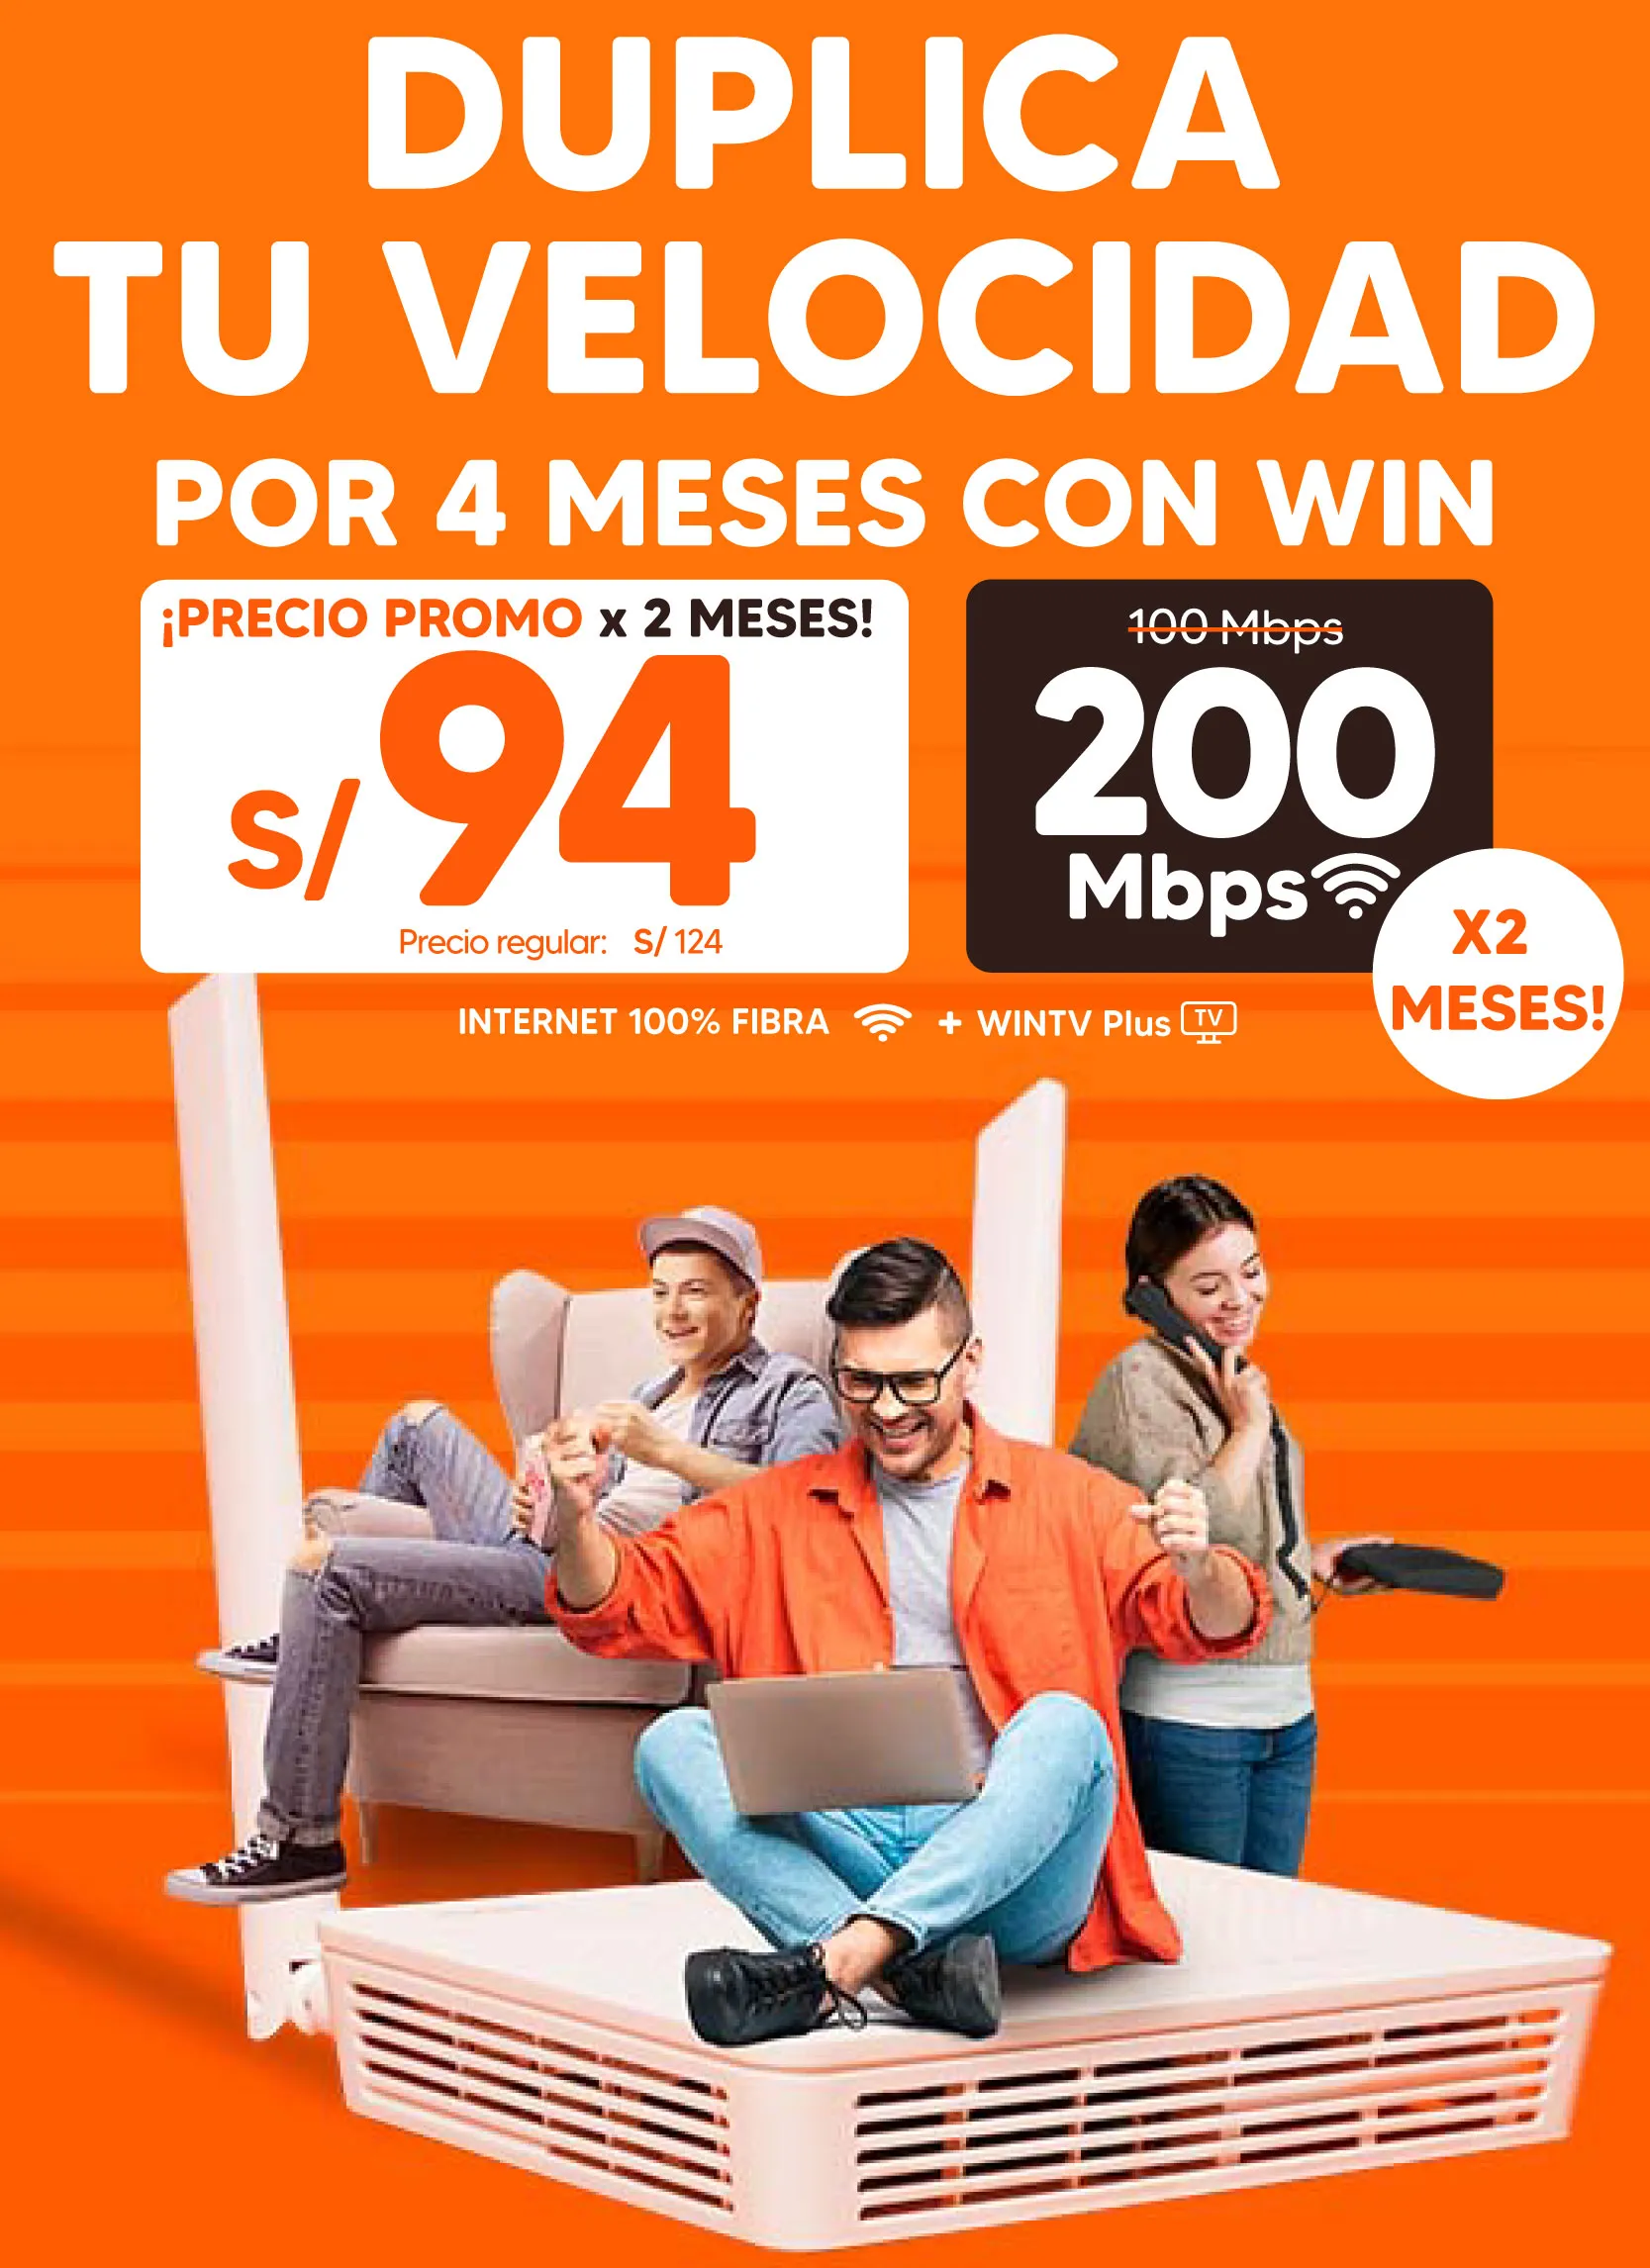 DUPLICA
TU VELOCIDAD
POR 4 MESES CON WIN
¡PRECIO PROMO x 2 MESES!
S/94
Precio regular: S/ 124
100 Mbps
200
Mbps
X2
MESES!
INTERNET 100% FIBRA + WINTV Plus TV